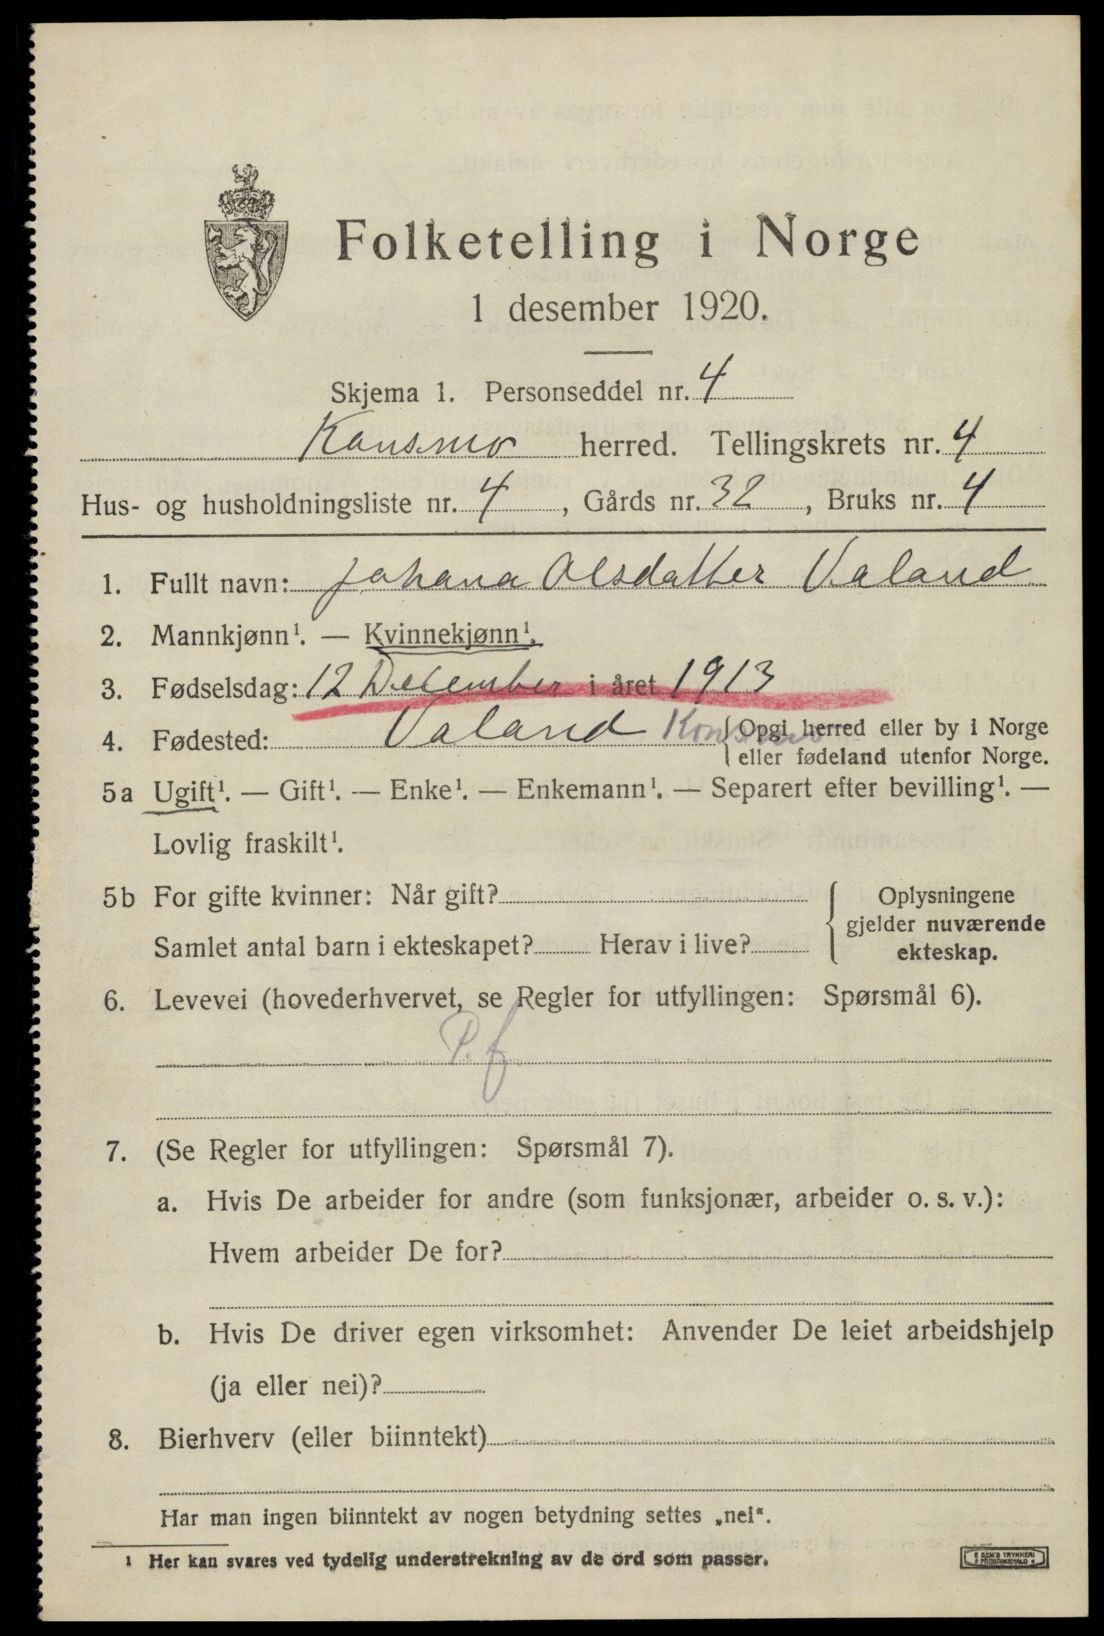 Folketelling i Norge
1 desember 1920.
Skjema 1. Personseddel nr. 4
Konsmo herred. Tellingskrets nr. 4
Hus- og husholdningsliste nr. 4, Gårds nr. 32, Bruks nr. 4
1. Fullt navn: Johana Olsdatter Valand
2. Mannkjønn¹. — Kvinnekjønn¹.
3. Fødselsdag: 12 December i året 1913
4. Fødested: Valand Konsmo {Opgi herred eller by i Norge
eller fødeland utenfor Norge.
5a Ugift¹. — Gift¹. — Enke¹. — Enkemann¹. — Separert efter bevilling¹. —
Lovlig fraskilt¹.
5b For gifte kvinner: Når gift?
Samlet antal barn i ekteskapet? Herav i live?
{ Oplysningene
gjelder nuværende
ekteskap.
6. Levevei (hovederhvervet, se Regler for utfyllingen: Spørsmål 6).
P. f.
7. (Se Regler for utfyllingen: Spørsmål 7).
a. Hvis De arbeider for andre (som funksjonær, arbeider o. s. v.):
Hvem arbeider De for?
b. Hvis De driver egen virksomhet: Anvender De leiet arbeidshjelp
(ja eller nei)?
8. Bierhverv (eller biinntekt)
Har man ingen biinntekt av nogen betydning settes „nei“.
¹ Her kan svares ved tydelig understrekning av de ord som passer.